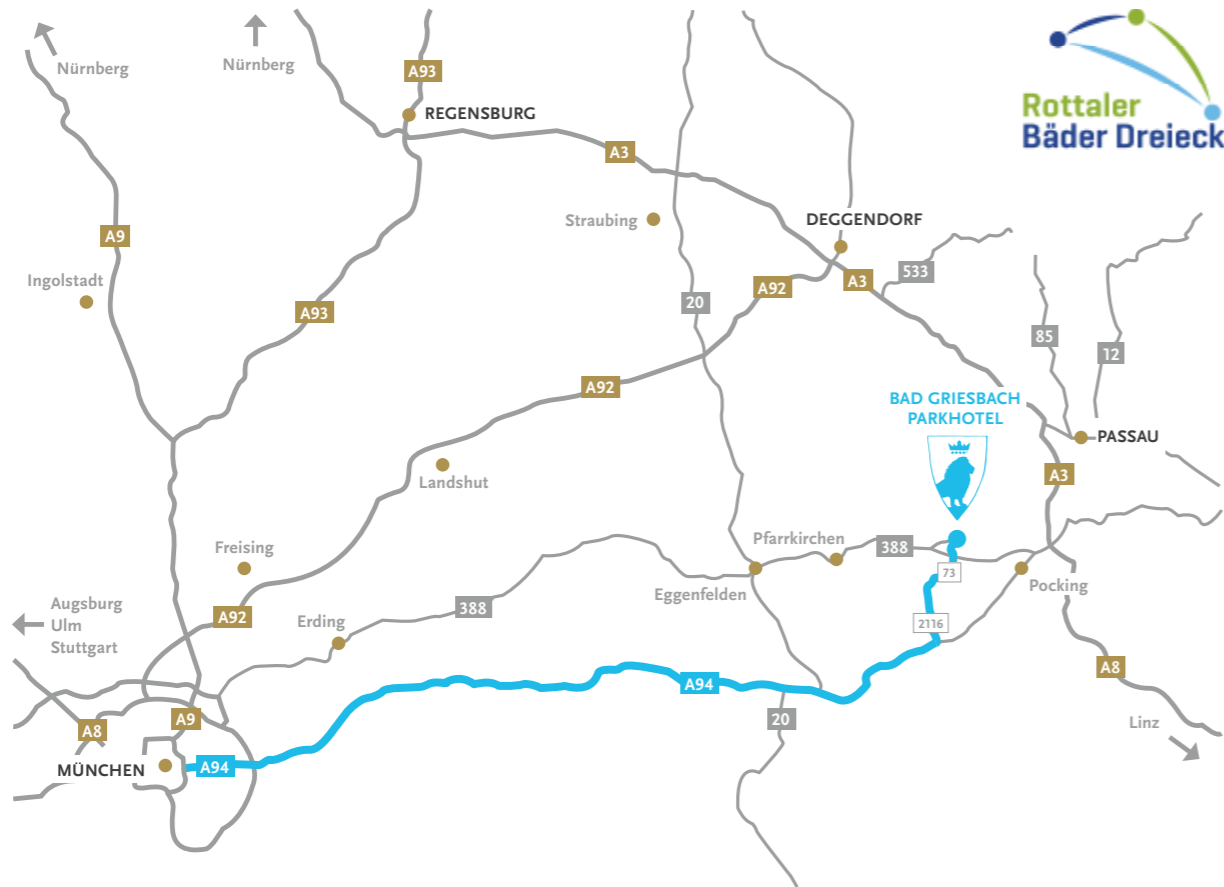 Nürnberg
Nürnberg
A93
REGENSBURG
Rottaler
Bäder Dreieck
A3
Straubing
DEGGENDORF
A9
533
Ingolstadt
A93
20
A92
A3
85
12
A92
BAD GRIESBACH
PARKHOTEL
PASSAU
Landshut
A3
Freising
Pfarrkirchen
388
73
Eggenfelden
Pocking
Augsburg
Ulm
Stuttgart
A92
Erding
388
2116
A94
A8
A8
A9
20
Linz
MÜNCHEN
A94